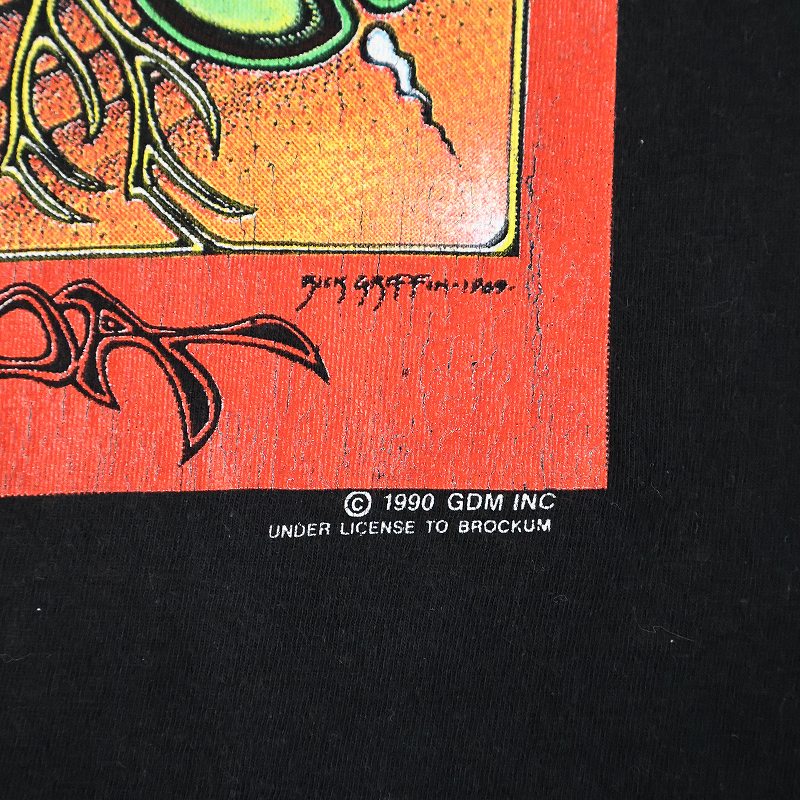 RICK GRIFFIN-1969-
© 1990 GDM INC
UNDER LICENSE TO BROCKUM